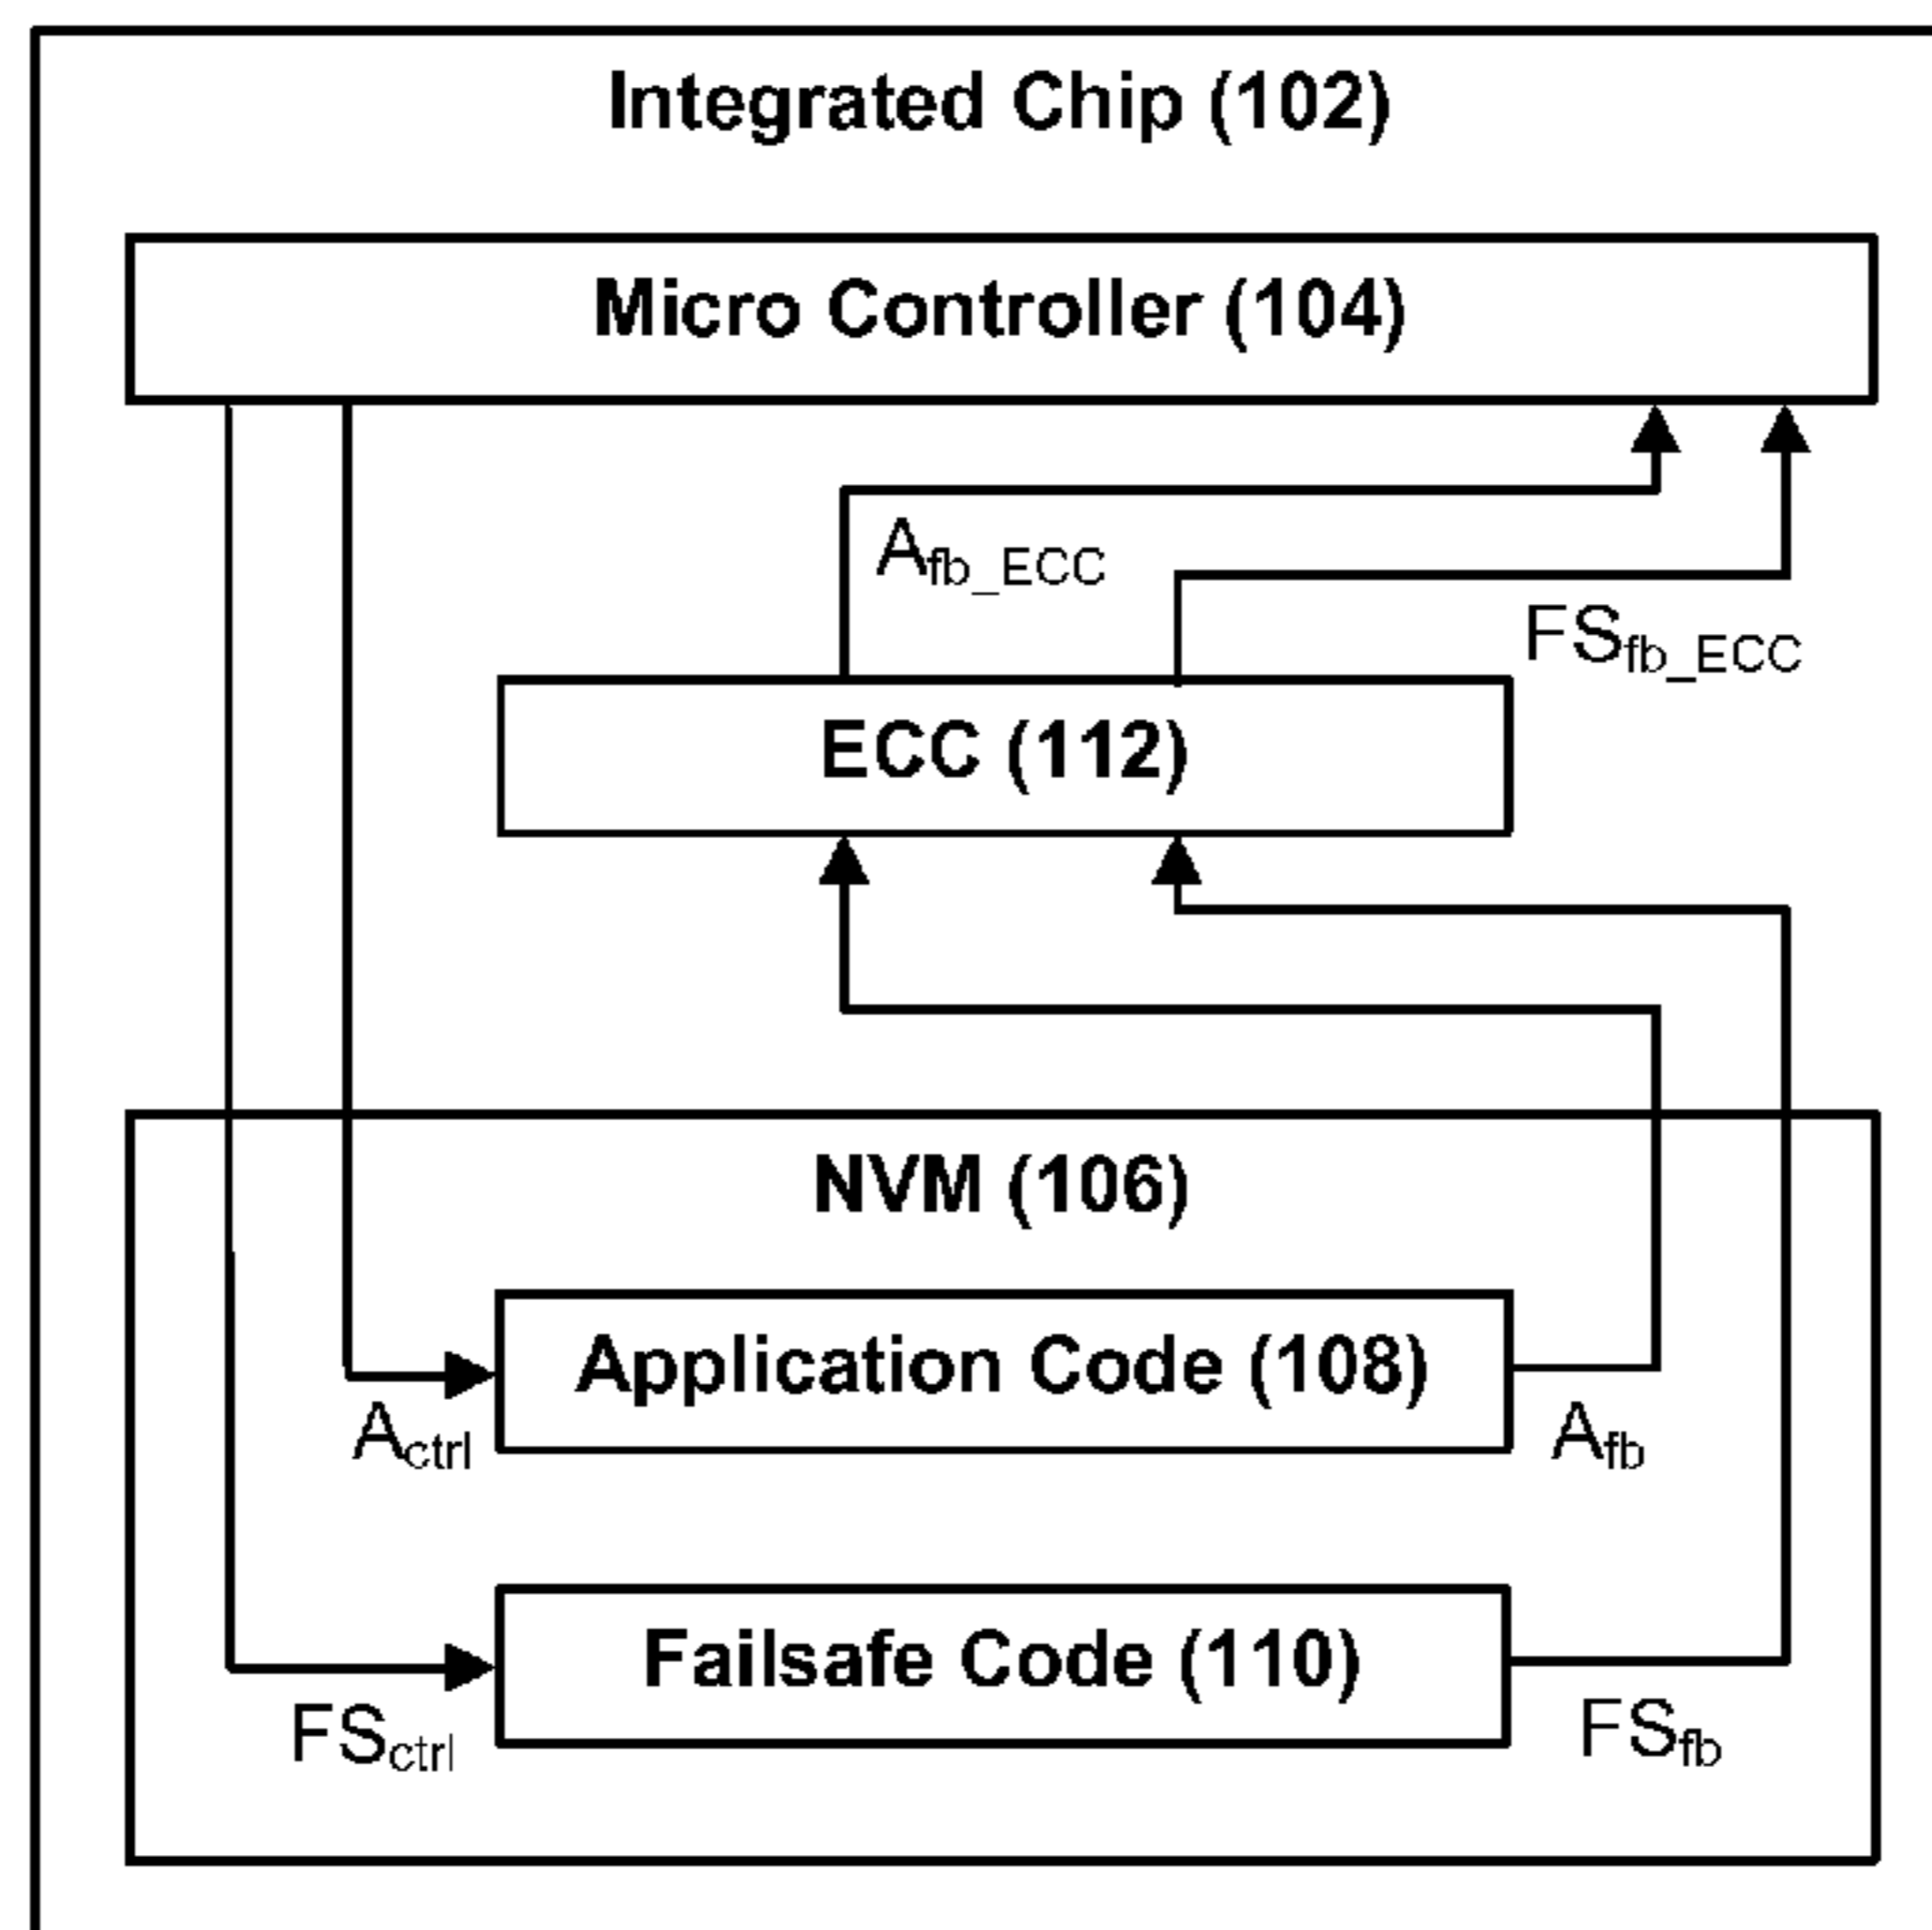 Integrated Chip (102)
Micro Controller (104)
Afb_ECC
FSfb_ECC
ECC (112)
NVM (106)
Application Code (108)
Actrl
Afb
Failsafe Code (110)
FSctrl
FSfb